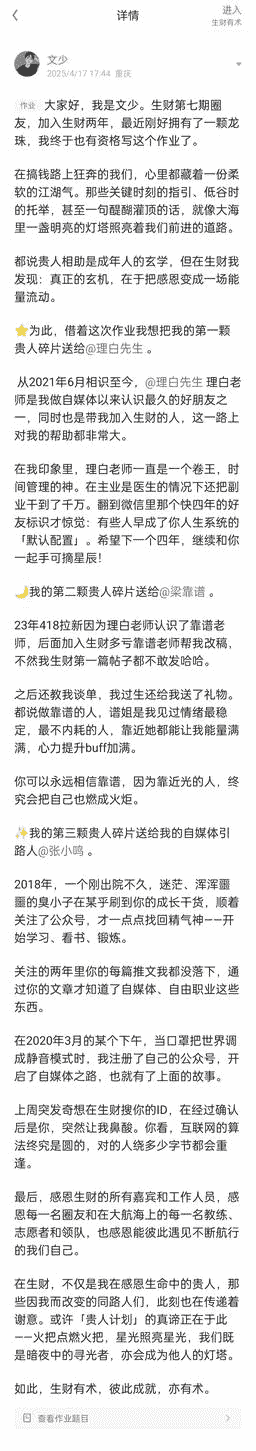 详情
进入
生财有术
文少
2025/4/17 17:44 重庆
作业 大家好，我是文少。生财第七期圈
友，加入生财两年，最近刚好拥有了一颗龙
珠，我终于也有资格写这个作业了。
在搞钱路上狂奔的我们，心里都藏着一份柔
软的江湖气。那些关键时刻的指引、低谷时
的托举，甚至一句醍醐灌顶的话，就像大海
里一盏明亮的灯塔照亮着我们前进的道路。
都说贵人相助是成年人的玄学，但在生财我
发现：真正的玄机，在于把感恩变成一场能
量流动。
⭐为此，借着这次作业我想把我的第一颗
贵人碎片送给@理白先生 。
从2021年6月相识至今，@理白先生 理白老
师是我做自媒体以来认识最久的好朋友之
一，同时也是带我加入生财的人，这一路上
对我的帮助都非常大。
在我印象里，理白老师一直是一个卷王，时
间管理的神。在主业是医生的情况下还把副
业干到了千万。翻到微信里那个快四年的好
友标识才惊觉：有些人早成了你人生系统的
「默认配置」。希望下一个四年，继续和你
一起手可摘星辰！
🌙我的第二颗贵人碎片送给@梁靠谱 。
23年418拉新因为理白老师认识了靠谱老
师，后面加入生财多亏靠谱老师帮我改稿，
不然我生财第一篇帖子都不敢发哈哈。
之后还教我谈单，我过生还给我送了礼物。
都说做靠谱的人，谱姐是我见过情绪最稳
定，最不内耗的人，靠近她都能让我能量满
满，心力提升buff加满。
你可以永远相信靠谱，因为靠近光的人，终
究会把自己也燃成火炬。
✨我的第三颗贵人碎片送给我的自媒体引
路人@张小鸣 。
2018年，一个刚出院不久，迷茫、浑浑噩
噩的臭小子在某乎刷到你的成长干货，顺着
关注了公众号，才一点点找回精气神——开
始学习、看书、锻炼。
关注的两年里你的每篇推文我都没落下，通
过你的文章才知道了自媒体、自由职业这些
东西。
在2020年3月的某个下午，当口罩把世界调
成静音模式时，我注册了自己的公众号，开
启了自媒体之路，也就有了上面的故事。
上周突发奇想在生财搜你的ID，在经过确认
后是你，突然让我鼻酸。你看，互联网的算
法终究是圆的，对的人绕多少字节都会重
逢。
最后，感恩生财的所有嘉宾和工作人员，感
恩每一名圈友和在大航海上的每一名教练、
志愿者和领队，也感恩能彼此遇见不断航行
的我们自己。
在生财，不仅是我在感恩生命中的贵人，那
些因我而改变的同路人们，此刻也在传递着
谢意。或许「贵人计划」的真谛正在于此
——火把点燃火把，星光照亮星光，我们既
是暗夜中的寻光者，亦会成为他人的灯塔。
如此，生财有术，彼此成就，亦有术。
查看作业题目